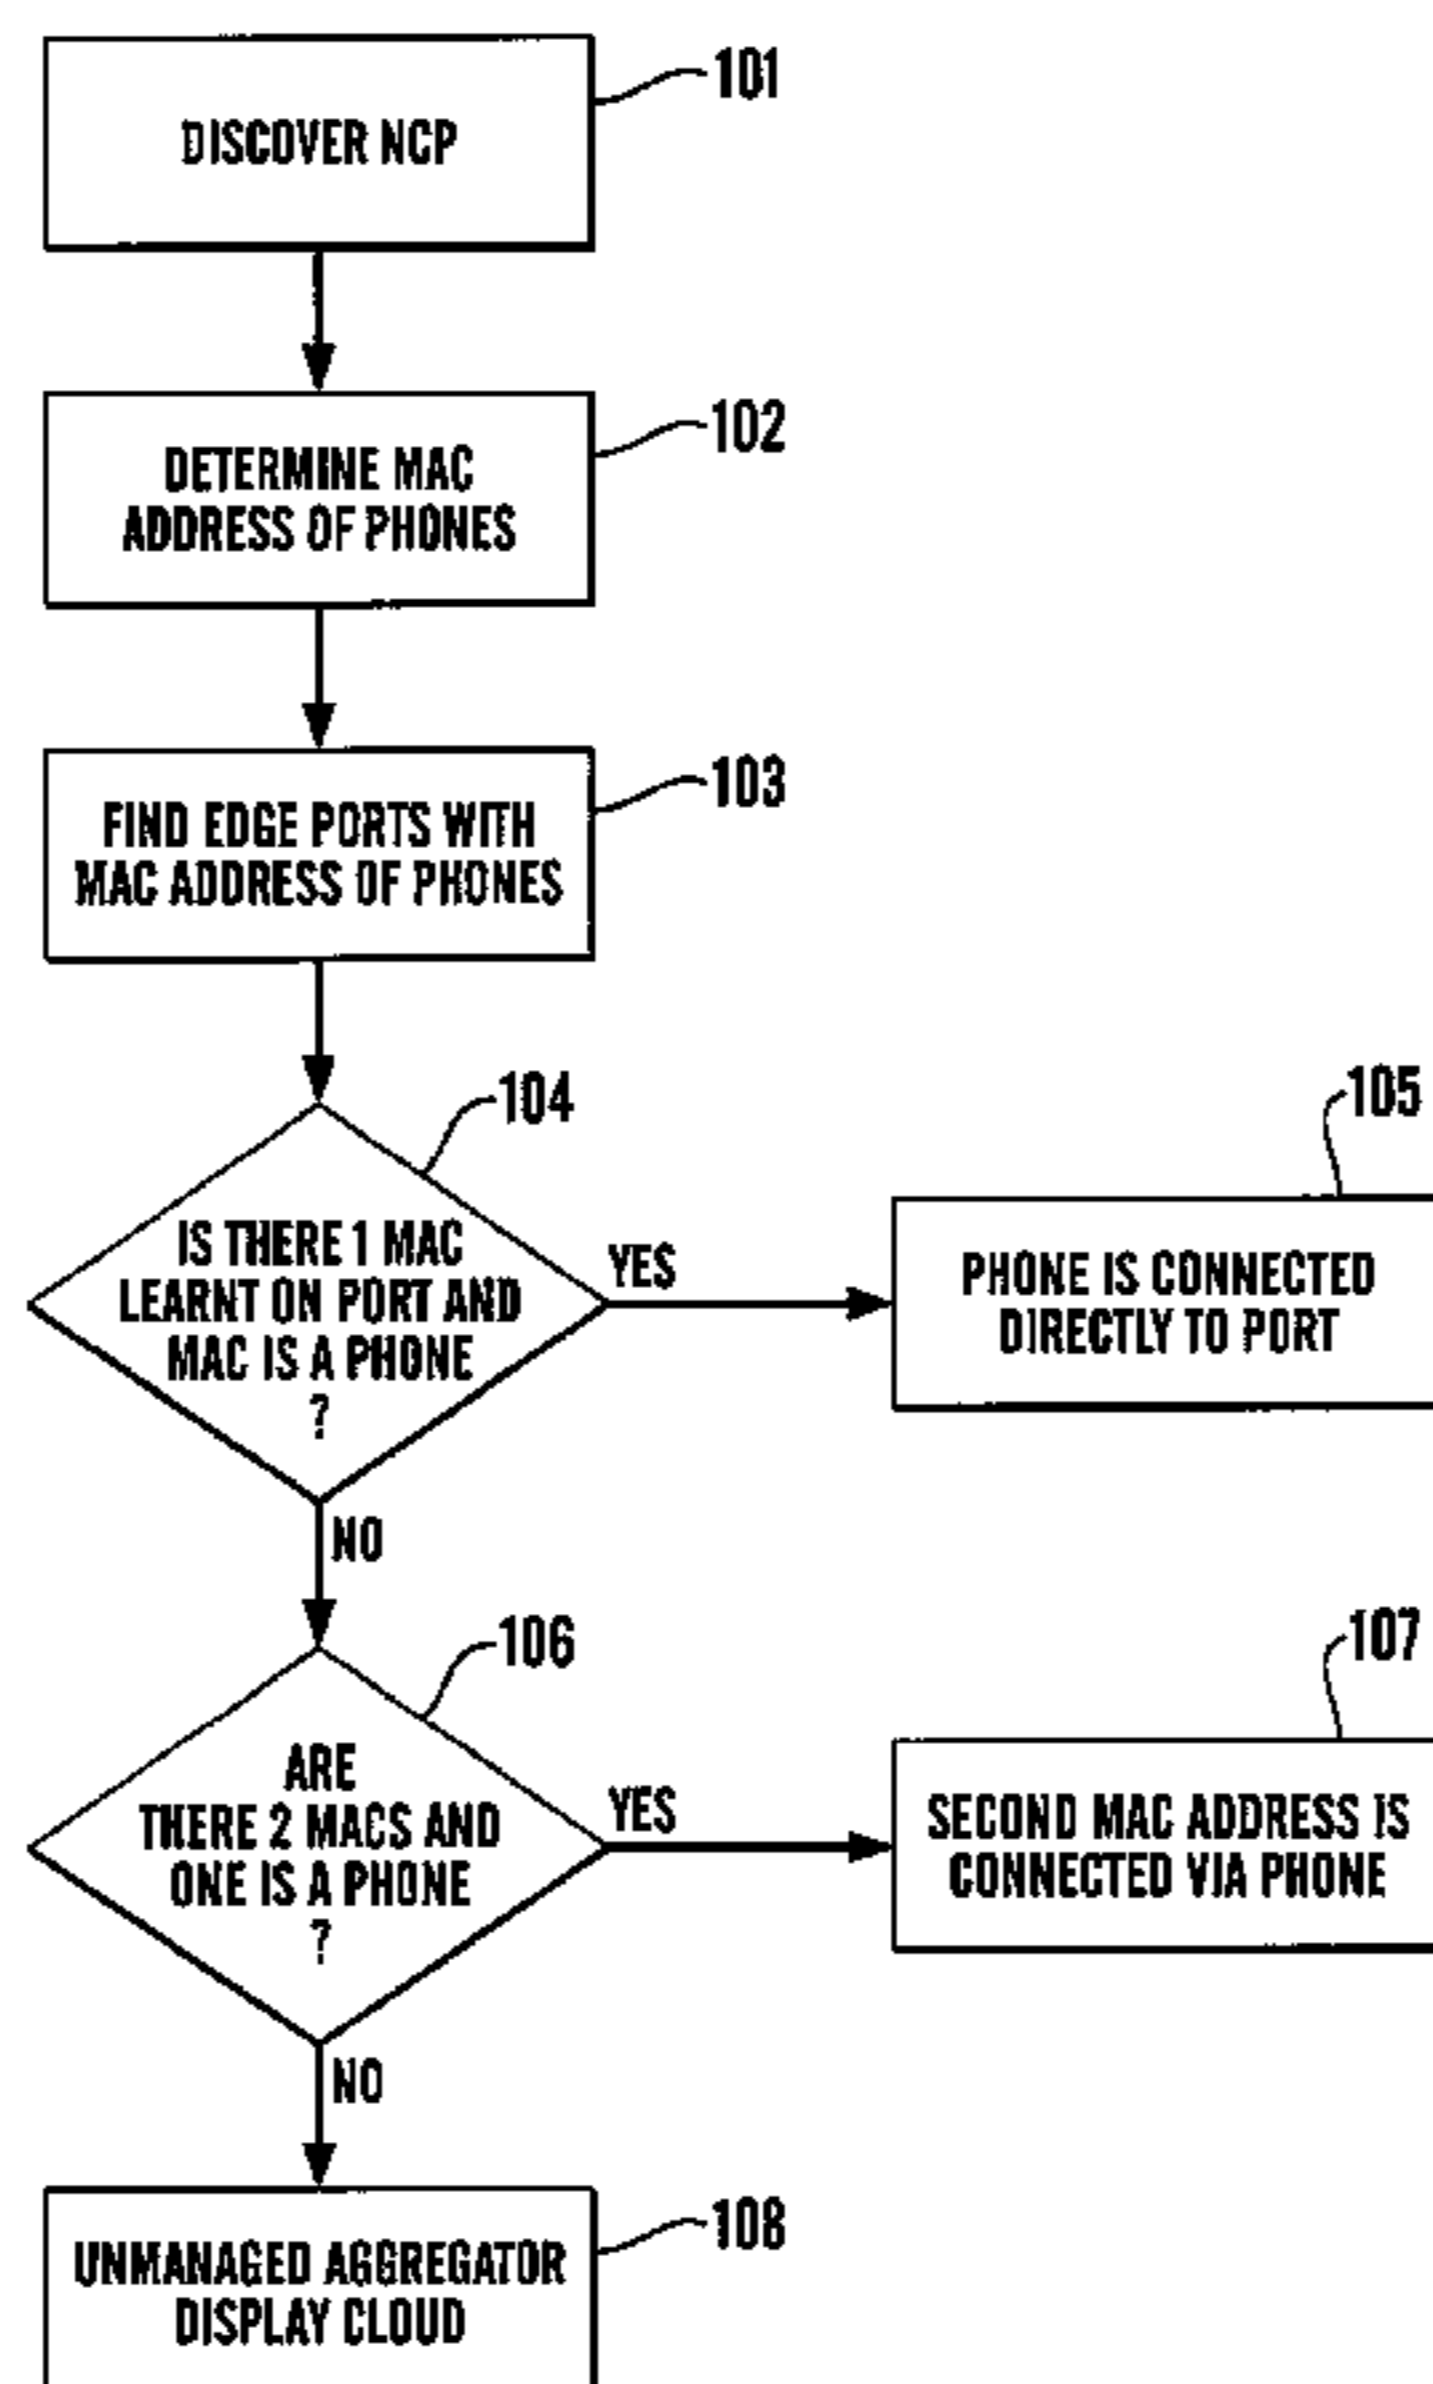 101
DISCOVER NCP
102
DETERMINE MAC
ADDRESS OF PHONES
103
FIND EDGE PORTS WITH
MAC ADDRESS OF PHONES
104
IS THERE 1 MAC
LEARNT ON PORT AND
MAC IS A PHONE
?
YES
105
PHONE IS CONNECTED
DIRECTLY TO PORT
NO
106
ARE
THERE 2 MACS AND
ONE IS A PHONE
?
YES
107
SECOND MAC ADDRESS IS
CONNECTED VIA PHONE
NO
108
UNMANAGED AGGREGATOR
DISPLAY CLOUD